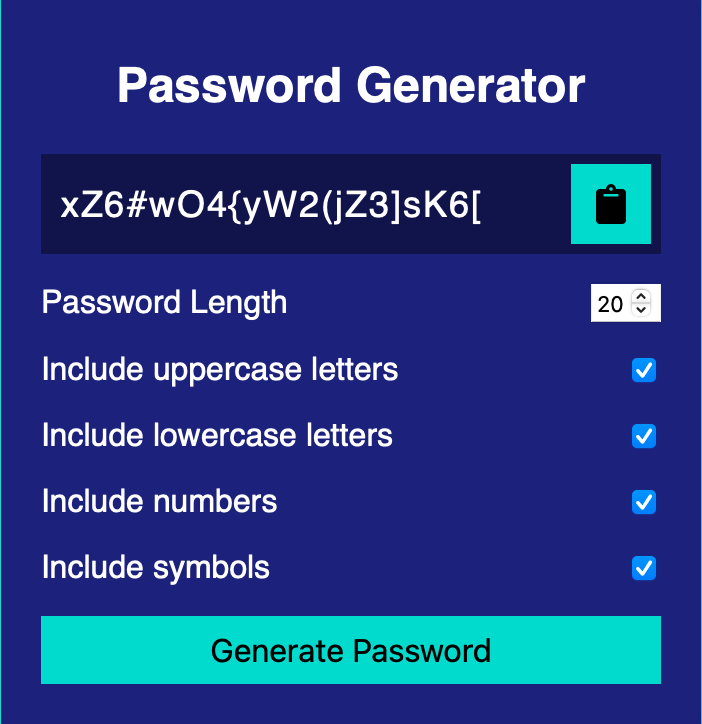 Password Generator
xZ6#wO4{yW2(jZ3]sK6[
Password Length
20
Include uppercase letters
Include lowercase letters
Include numbers
Include symbols
Generate Password